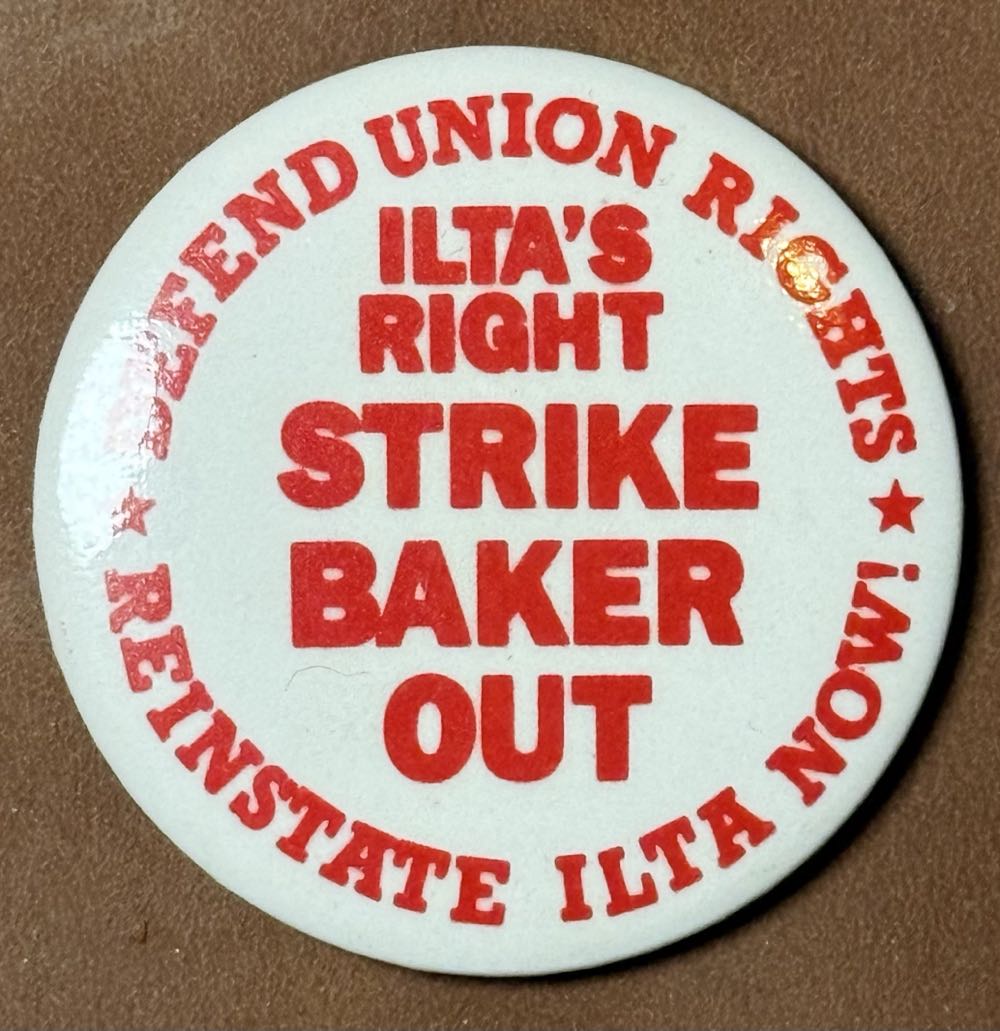 DEFEND UNION RIGHTS
ILTA'S
RIGHT
STRIKE
BAKER
OUT
REINSTATE ILTA NOW!